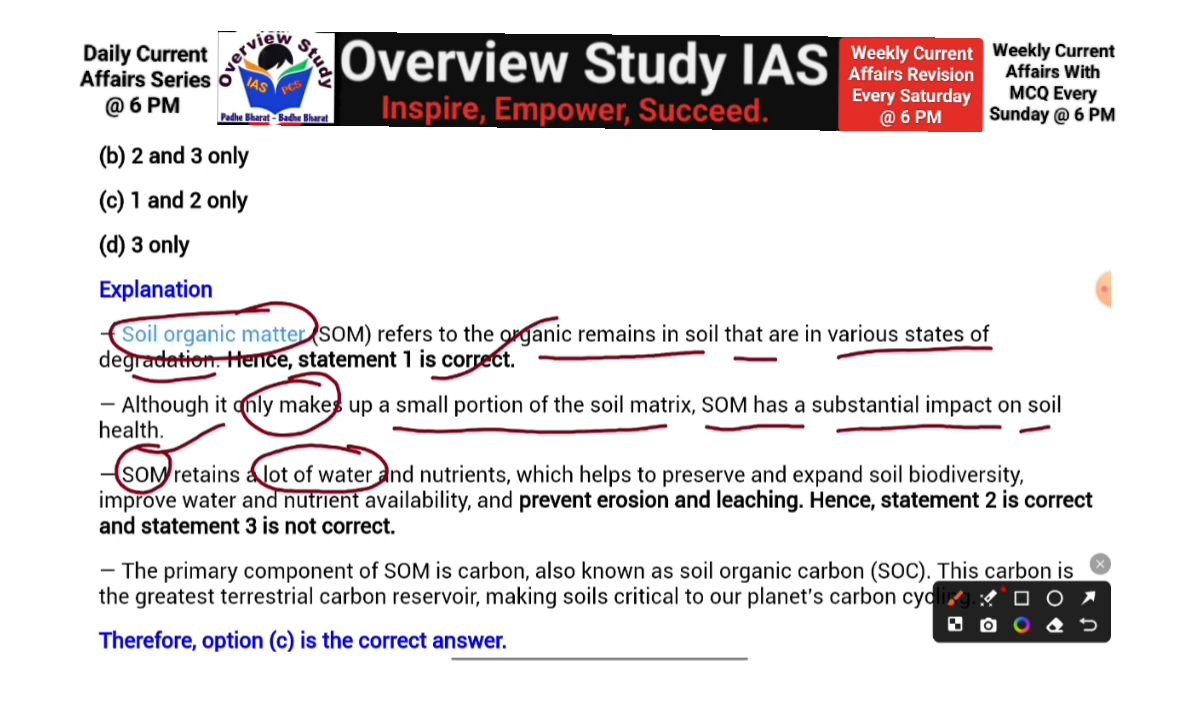 Daily Current
Affairs Series
@ 6 PM
Overview Study
IAS PCS
Padhe Bharat - Badhe Bharat
Overview Study IAS
Inspire, Empower, Succeed.
Weekly Current
Affairs Revision
Every Saturday
@ 6 PM
Weekly Current
Affairs With
MCQ Every
Sunday @ 6 PM
(b) 2 and 3 only
(c) 1 and 2 only
(d) 3 only
Explanation
— Soil organic matter (SOM) refers to the organic remains in soil that are in various states of
degradation. Hence, statement 1 is correct.
— Although it only makes up a small portion of the soil matrix, SOM has a substantial impact on soil
health.
— SOM retains a lot of water and nutrients, which helps to preserve and expand soil biodiversity,
improve water and nutrient availability, and prevent erosion and leaching. Hence, statement 2 is correct
and statement 3 is not correct.
— The primary component of SOM is carbon, also known as soil organic carbon (SOC). This carbon is
the greatest terrestrial carbon reservoir, making soils critical to our planet's carbon cycling.
Therefore, option (c) is the correct answer.